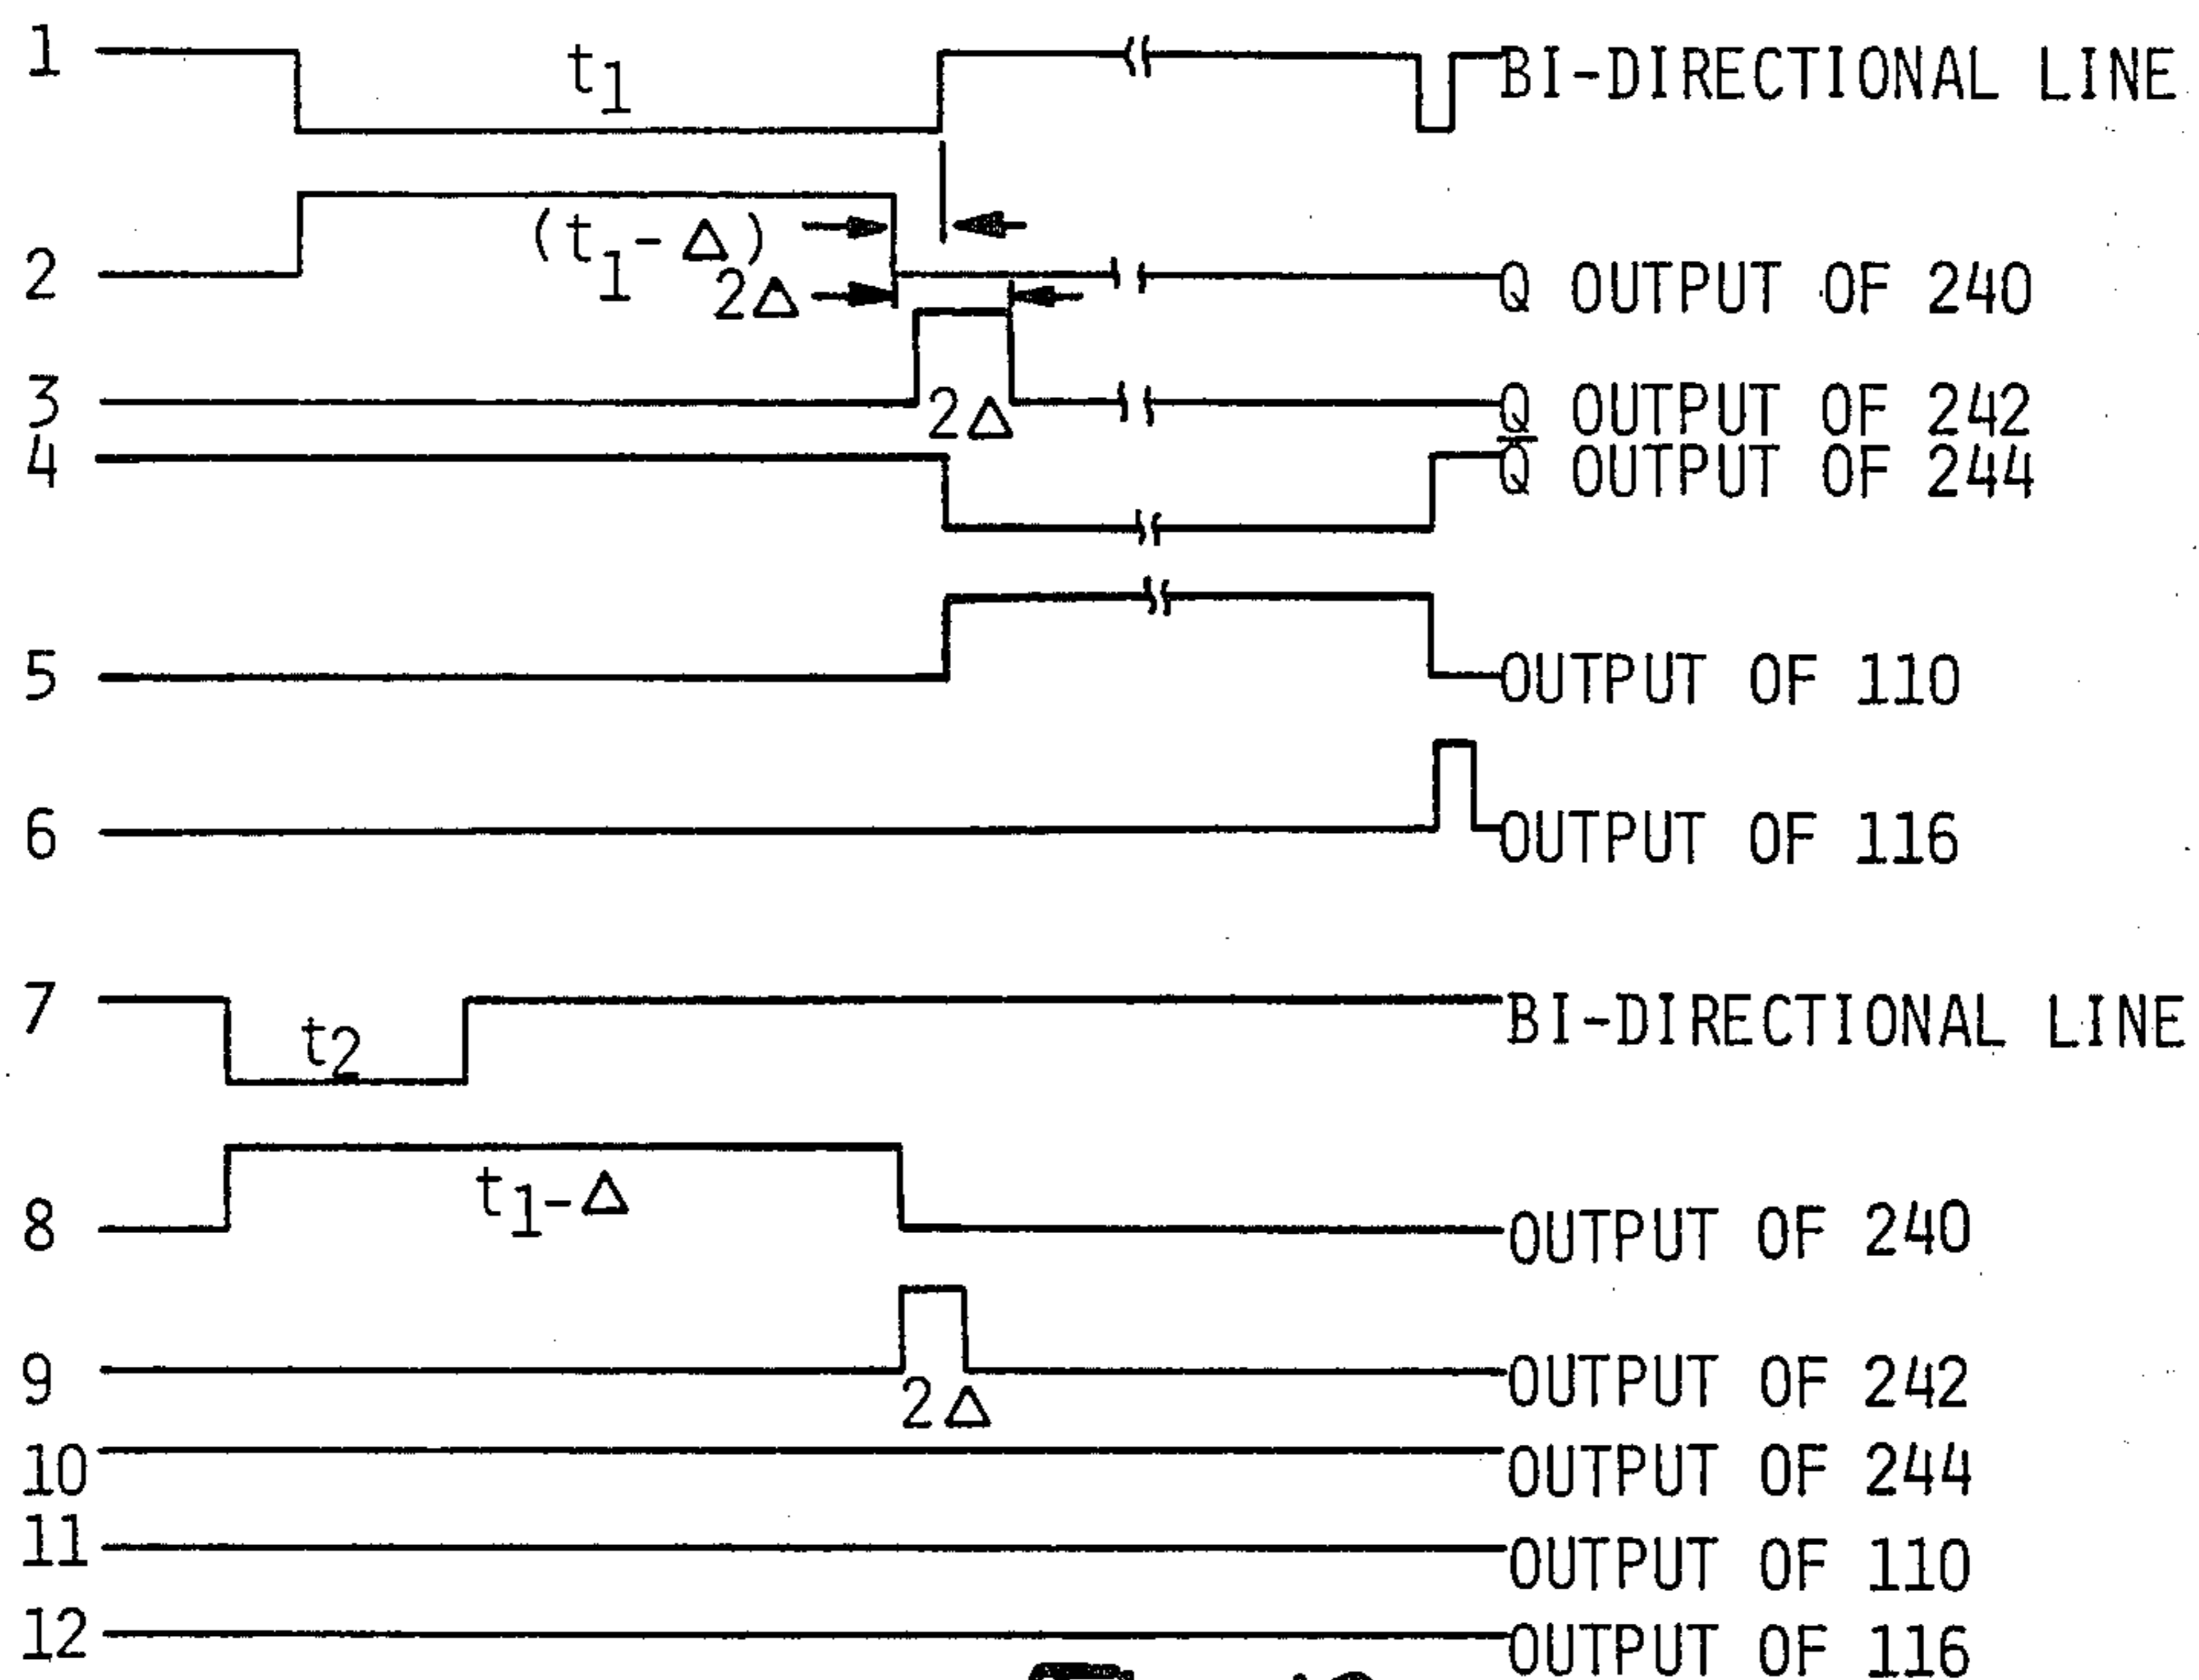 1 t1 BI-DIRECTIONAL LINE
(t1-Δ)
2 2Δ Q OUTPUT OF 240
3 2Δ Q OUTPUT OF 242
4 Q̅ OUTPUT OF 244
5 OUTPUT OF 110
6 OUTPUT OF 116
7 t2 BI-DIRECTIONAL LINE
8 t1-Δ OUTPUT OF 240
9 2Δ OUTPUT OF 242
10 OUTPUT OF 244
11 OUTPUT OF 110
12 OUTPUT OF 116